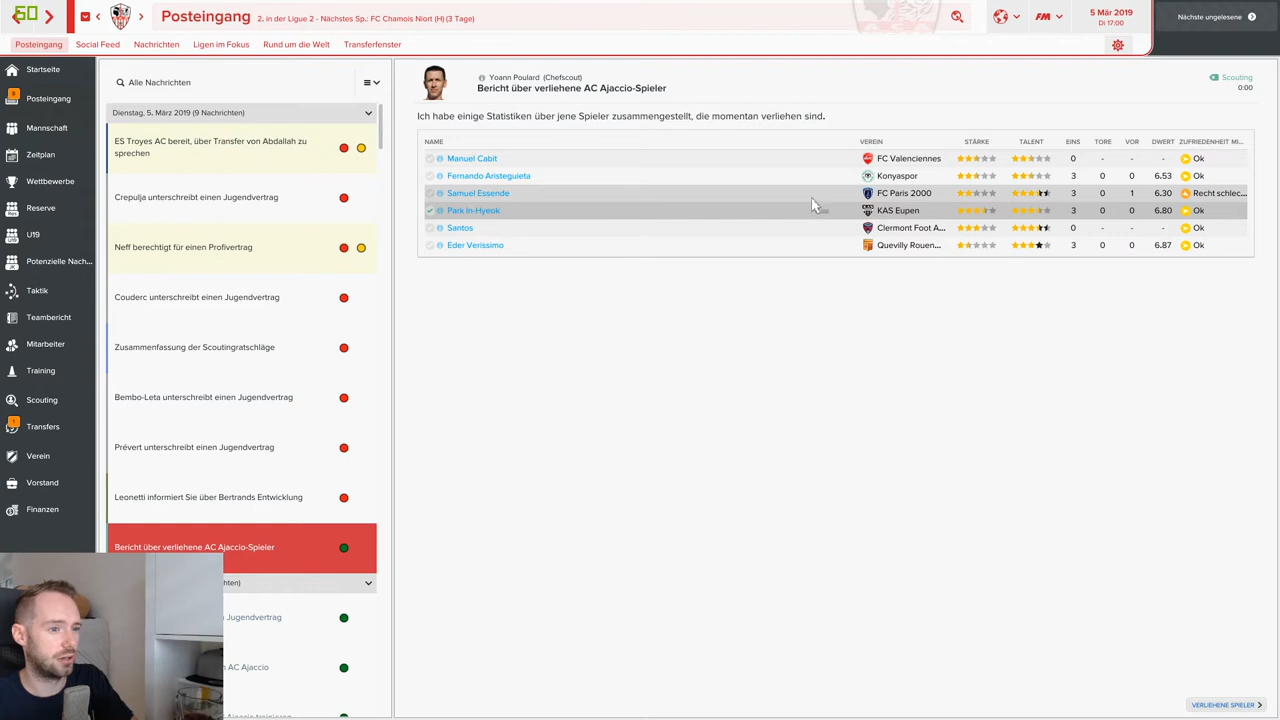 60
Posteingang
2. in der Ligue 2 - Nächstes Sp.: FC Chamois Niort (H) (3 Tage)
FM
5 Mär 2019
Di 17:00
Nächste ungelesene
Posteingang Social Feed Nachrichten Ligen im Fokus Rund um die Welt Transferfenster
Startseite
Posteingang
Mannschaft
Zeitplan
Wettbewerbe
Reserve
U19
Potenzielle Nach...
Taktik
Teambericht
Mitarbeiter
Training
Scouting
Transfers
Verein
Vorstand
Finanzen
Alle Nachrichten
Dienstag, 5. März 2019 (9 Nachrichten)
ES Troyes AC bereit, über Transfer von Abdallah zu
sprechen
Crepulja unterschreibt einen Jugendvertrag
Neff berechtigt für einen Profivertrag
Couderc unterschreibt einen Jugendvertrag
Zusammenfassung der Scoutingratschläge
Bembo-Leta unterschreibt einen Jugendvertrag
Prévert unterschreibt einen Jugendvertrag
Leonetti informiert Sie über Bertrands Entwicklung
Bericht über verliehene AC Ajaccio-Spieler
hten)
Jugendvertrag
n AC Ajaccio
Yoann Poulard (Chefscout)
Bericht über verliehene AC Ajaccio-Spieler
Scouting
0:00
Ich habe einige Statistiken über jene Spieler zusammengestellt, die momentan verliehen sind.
NAME VEREIN STÄRKE TALENT EINS TORE VOR DWERT ZUFRIEDENHEIT MI...
Manuel Cabit FC Valenciennes 0 - - - Ok
Fernando Aristeguieta Konyaspor 3 0 0 6.53 Ok
Samuel Essende FC Paris 2000 3 0 1 6.30 Recht schlec...
Park In-Hyeok KAS Eupen 3 0 0 6.80 Ok
Santos Clermont Foot A... 0 - - - Ok
Eder Verissimo Quevilly Rouen... 3 0 0 6.87 Ok
VERLIEHENE SPIELER